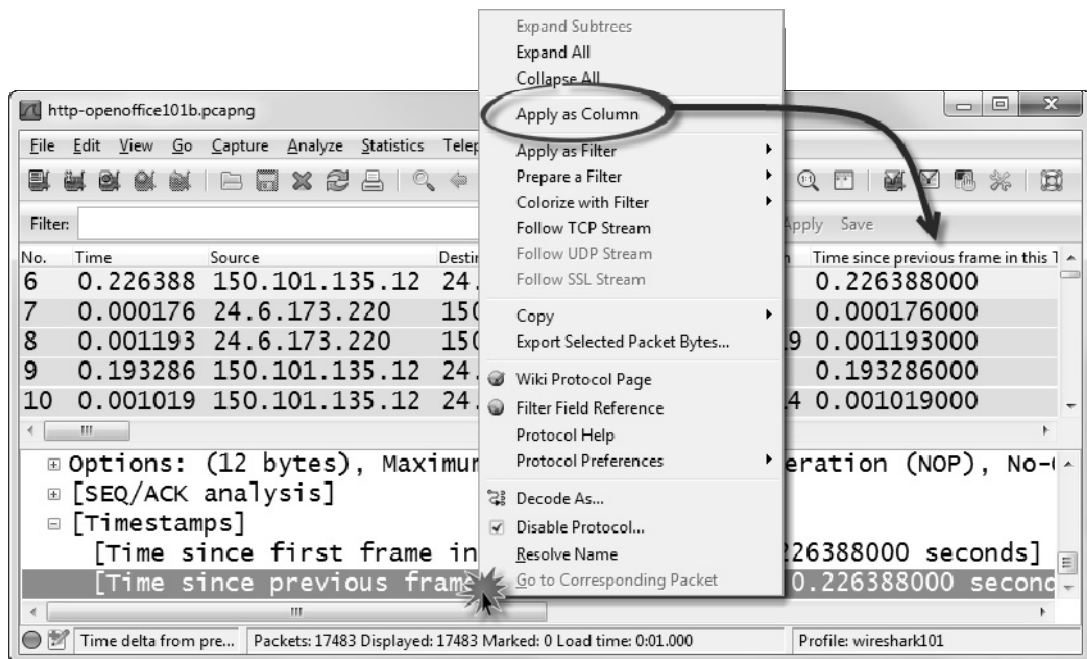 Expand Subtrees
Expand All
Collapse All
Apply as Column
Apply as Filter
Prepare a Filter
Colorize with Filter
Follow TCP Stream
Follow UDP Stream
Follow SSL Stream
Copy
Export Selected Packet Bytes...
Wiki Protocol Page
Filter Field Reference
Protocol Help
Protocol Preferences
Decode As...
Disable Protocol...
Resolve Name
Go to Corresponding Packet
http-openoffice101b.pcapng
File Edit View Go Capture Analyze Statistics Telep
Filter: Apply Save
No. Time Source Destin Time since previous frame in this T
6 0.226388 150.101.135.12 24. 0.226388000
7 0.000176 24.6.173.220 150 0.000176000
8 0.001193 24.6.173.220 150 9 0.001193000
9 0.193286 150.101.135.12 24. 0.193286000
10 0.001019 150.101.135.12 24. 4 0.001019000
Options: (12 bytes), Maximum eration (NOP), No-
[SEQ/ACK analysis]
[Timestamps]
[Time since first frame in 26388000 seconds]
[Time since previous frame 0.226388000 second
Time delta from pre... Packets: 17483 Displayed: 17483 Marked: 0 Load time: 0:01.000 Profile: wireshark101